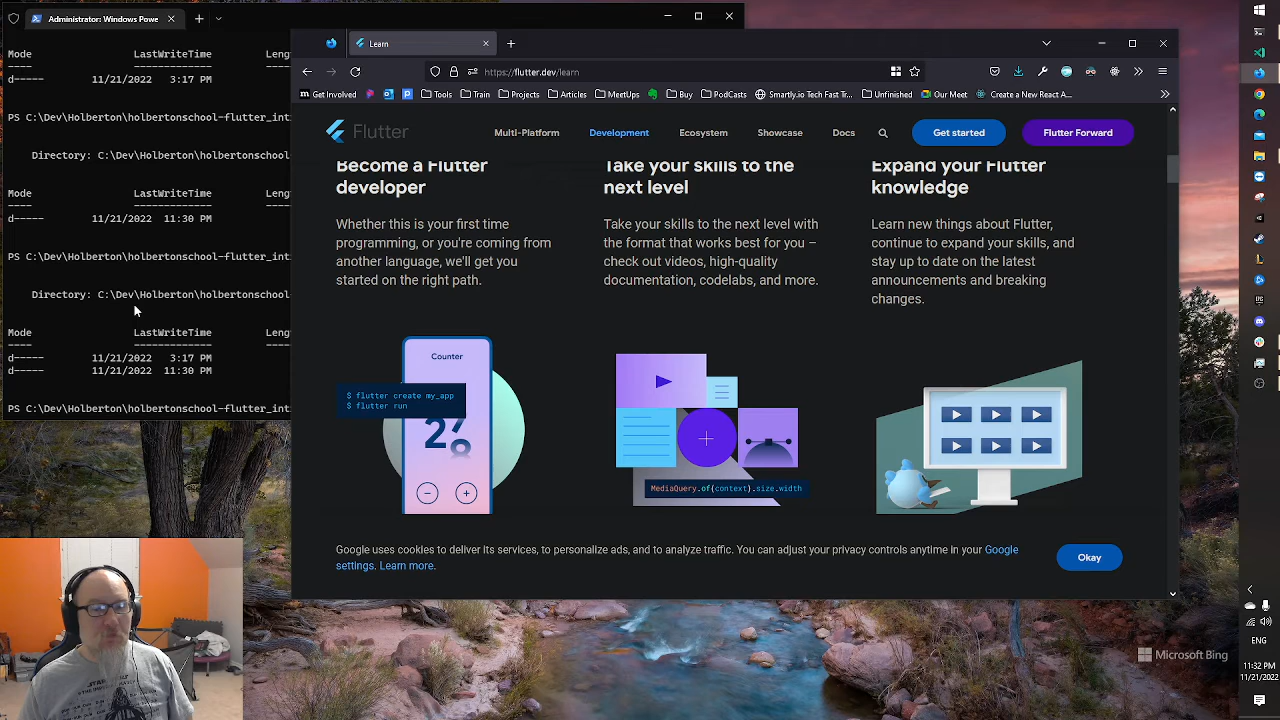 Administrator: Windows Powe
Mode LastWriteTime Leng
---- ------------- ----
d----- 11/21/2022 3:17 PM
PS C:\Dev\Holberton\holbertonschool-flutter_inti
Directory: C:\Dev\Holberton\holbertonschool
Mode LastWriteTime Leng
---- ------------- ----
d----- 11/21/2022 11:30 PM
PS C:\Dev\Holberton\holbertonschool-flutter_inti
Directory: C:\Dev\Holberton\holbertonschool
Mode LastWriteTime Leng
---- ------------- ----
d----- 11/21/2022 3:17 PM
d----- 11/21/2022 11:30 PM
PS C:\Dev\Holberton\holbertonschool-flutter_inti
Learn
https://flutter.dev/learn
Get Involved Tools Train Projects Articles MeetUps Buy PodCasts Smartly.io Tech Fast Tr... Unfinished Our Meet Create a New React A...
Flutter Multi-Platform Development Ecosystem Showcase Docs Get started Flutter Forward
Become a Flutter
developer
Whether this is your first time
programming, or you're coming from
another language, we'll get you
started on the right path.
Take your skills to the
next level
Take your skills to the next level with
the format that works best for you –
check out videos, high-quality
documentation, codelabs, and more.
Expand your Flutter
knowledge
Learn new things about Flutter,
continue to expand your skills, and
stay up to date on the latest
announcements and breaking
changes.
Counter
$ flutter create my_app
$ flutter run
MediaQuery.of(context).size.width
Google uses cookies to deliver its services, to personalize ads, and to analyze traffic. You can adjust your privacy controls anytime in your Google
settings. Learn more.
Okay
Microsoft Bing
ENG
11:32 PM
11/21/2022